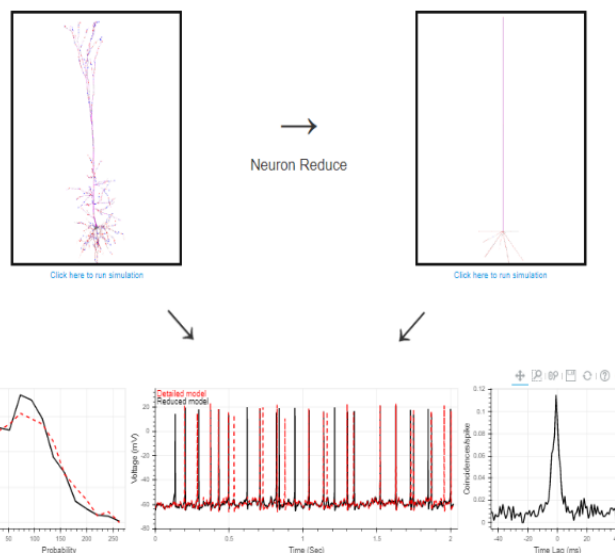 →
Neuron Reduce
Click here to run simulation
Click here to run simulation
Detailed model
Reduced model
Voltage (mV)
20
0
-20
-40
-60
-80
0
0.5
1
1.5
2
Time (Sec)
50
100
150
200
250
Probability
Coincidences/spike
0.12
0.1
0.08
0.06
0.04
0.02
0
-40
-20
0
20
40
Time Lag (ms)